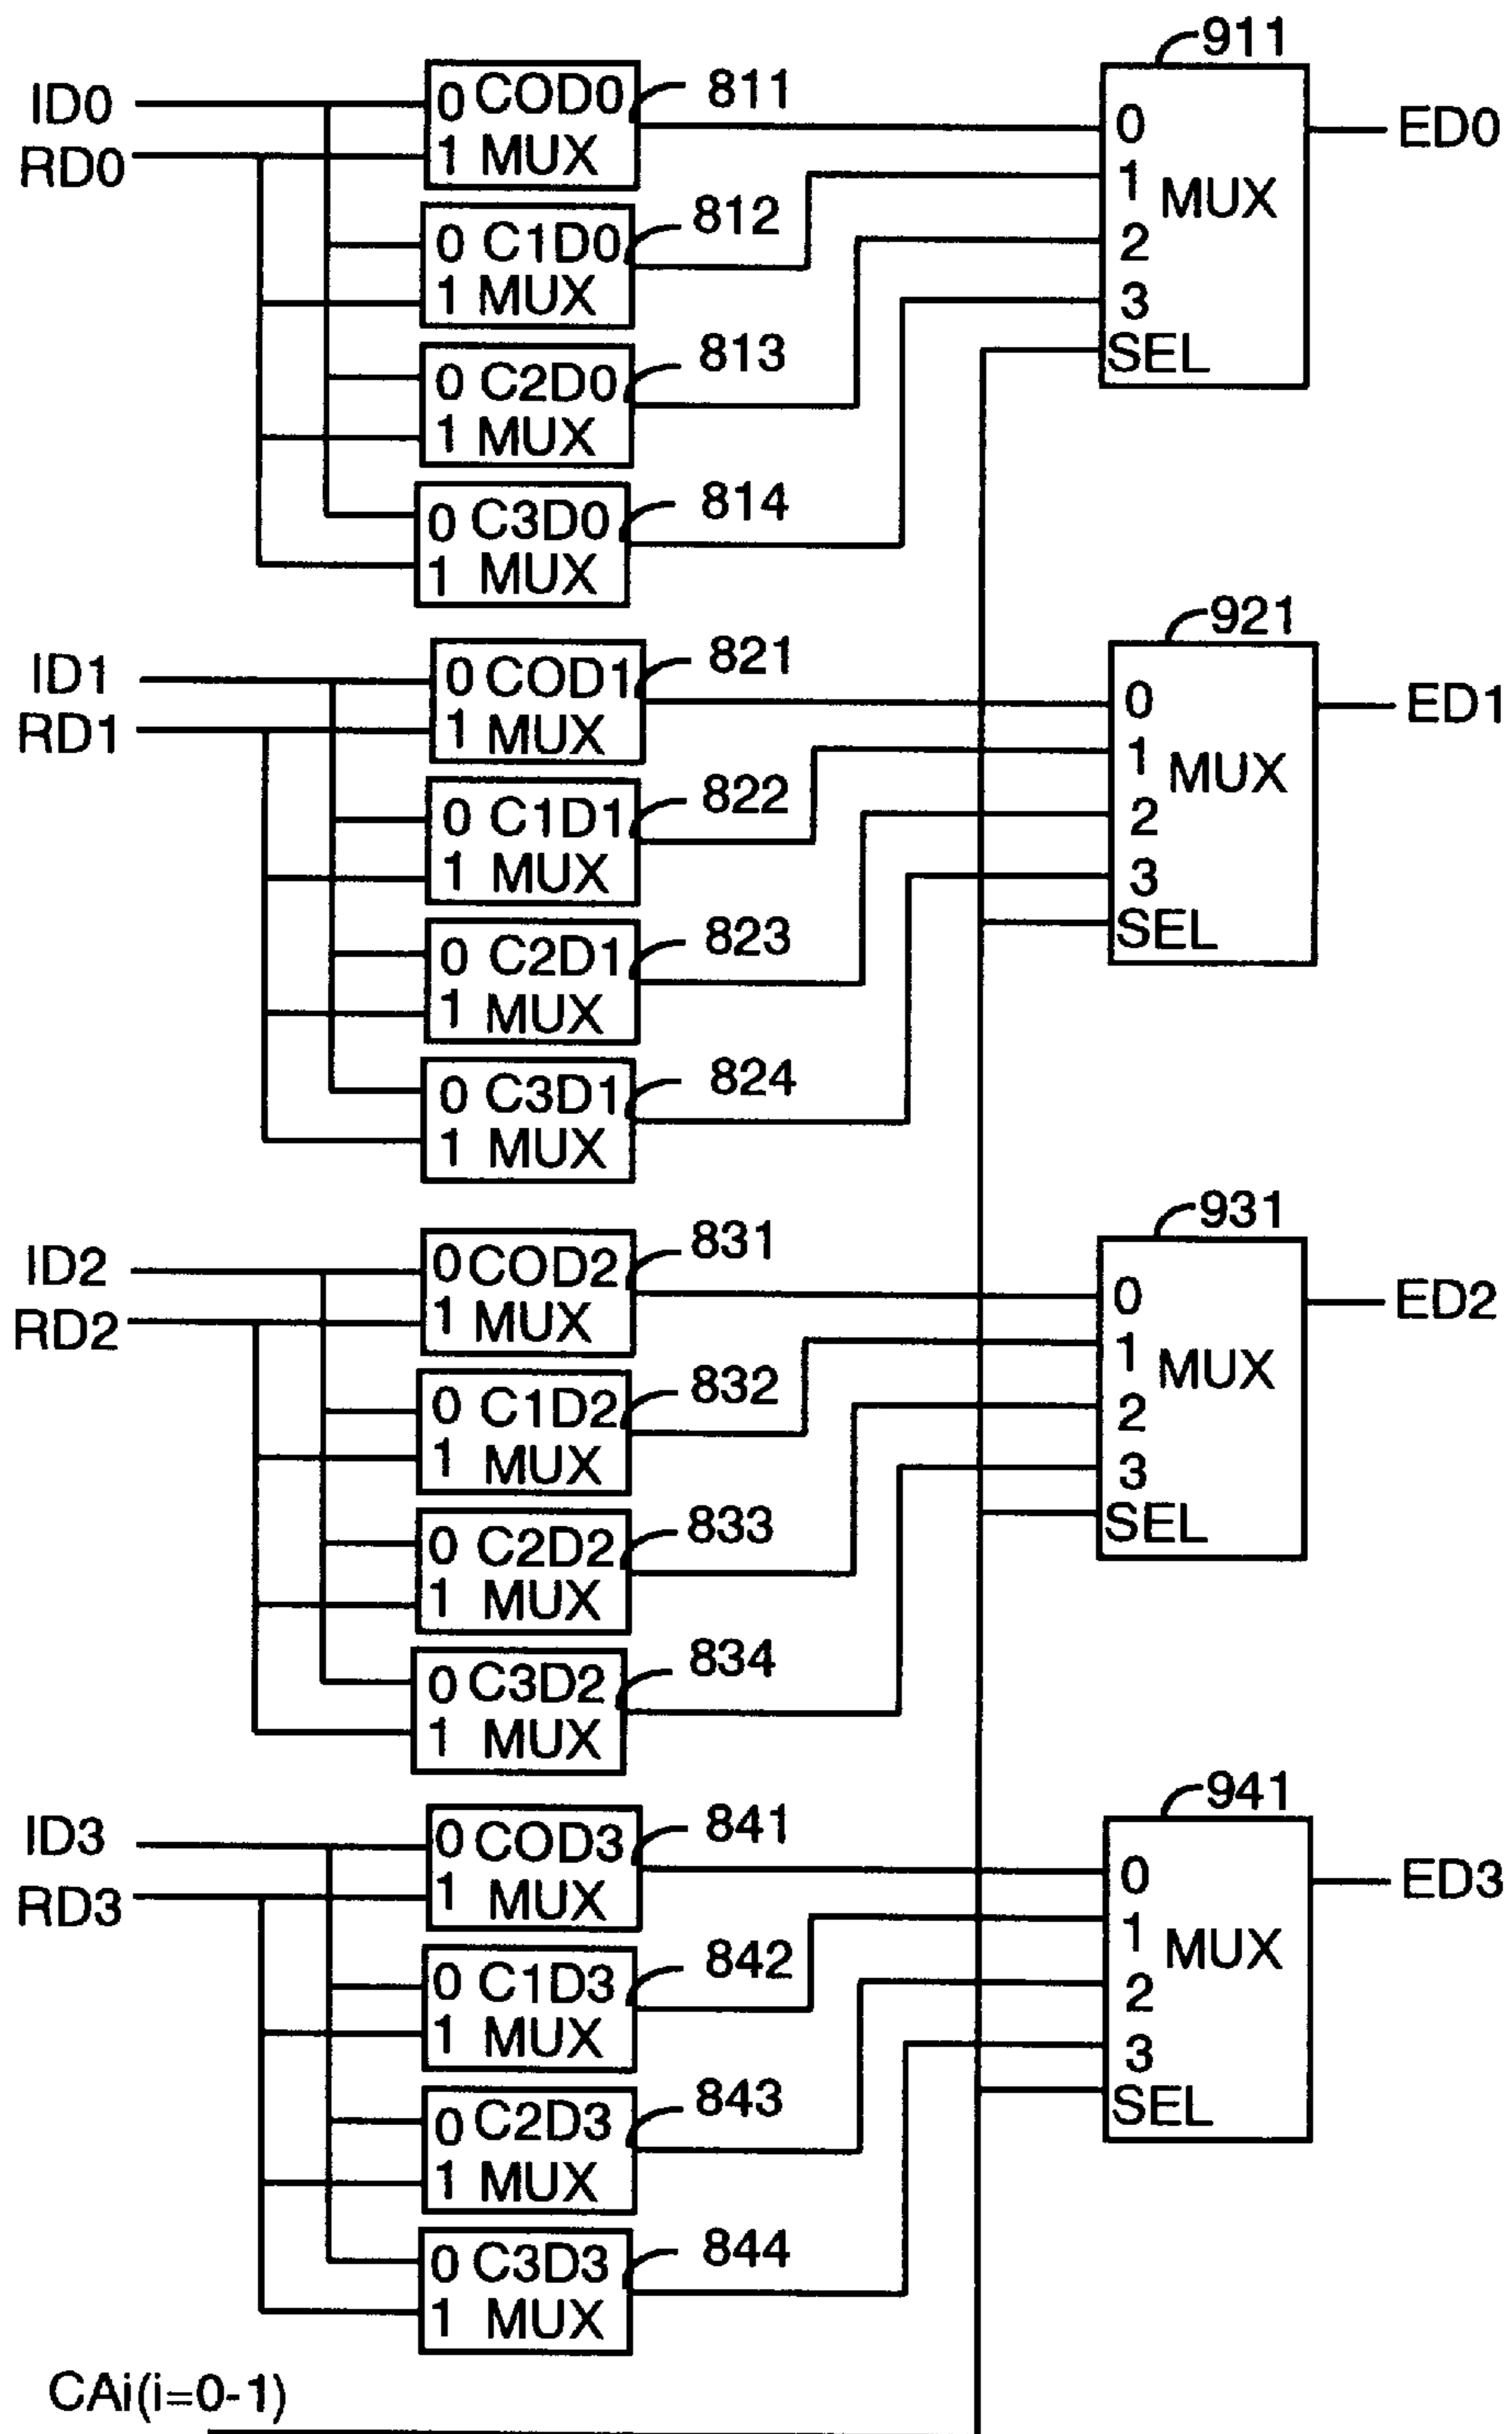 911
ID0
0 COD0
811
0
ED0
RD0
1 MUX
1
MUX
0 C1D0
812
2
1 MUX
3
0 C2D0
813
SEL
1 MUX
0 C3D0
814
1 MUX
921
ID1
0 COD1
821
0
ED1
RD1
1 MUX
1
MUX
0 C1D1
822
2
1 MUX
3
0 C2D1
823
SEL
1 MUX
0 C3D1
824
1 MUX
931
ID2
0 COD2
831
0
ED2
RD2
1 MUX
1
MUX
0 C1D2
832
2
1 MUX
3
0 C2D2
833
SEL
1 MUX
0 C3D2
834
1 MUX
941
ID3
0 COD3
841
0
ED3
RD3
1 MUX
1
MUX
0 C1D3
842
2
1 MUX
3
0 C2D3
843
SEL
1 MUX
0 C3D3
844
1 MUX
CAi(i=0-1)